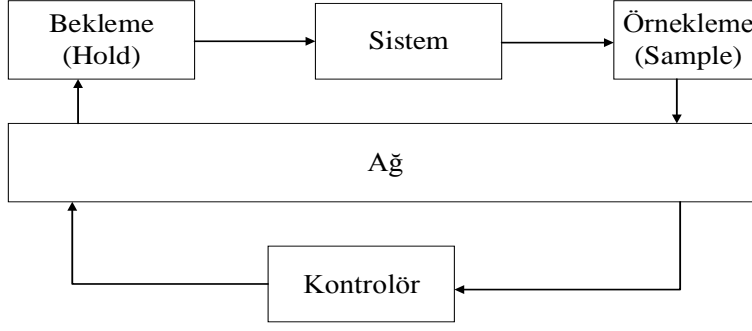 Bekleme
(Hold)
Sistem
Örnekleme
(Sample)
Ağ
Kontrolör